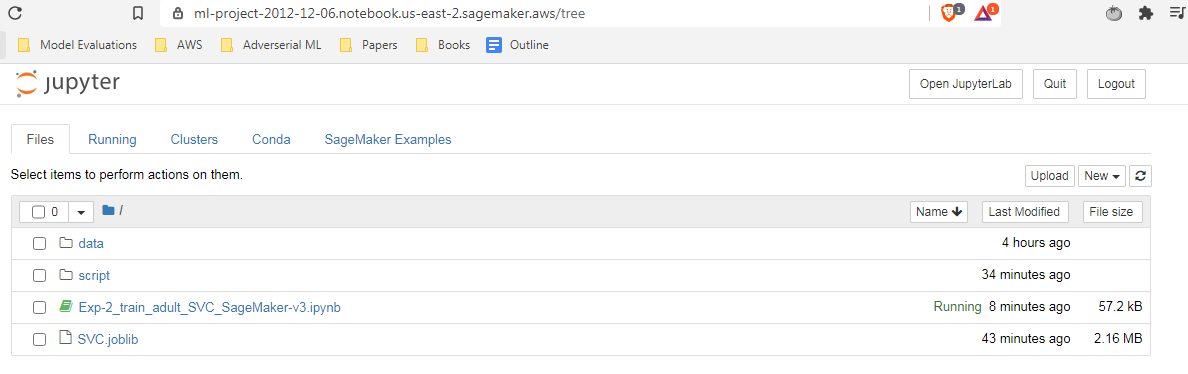 ml-project-2012-12-06.notebook.us-east-2.sagemaker.aws/tree 1 1
Model Evaluations AWS Adverserial ML Papers Books Outline
jupyter Open JupyterLab Quit Logout
Files Running Clusters Conda SageMaker Examples
Select items to perform actions on them. Upload New
0 / Name Last Modified File size
data 4 hours ago
script 34 minutes ago
Exp-2_train_adult_SVC_SageMaker-v3.ipynb Running 8 minutes ago 57.2 kB
SVC.joblib 43 minutes ago 2.16 MB